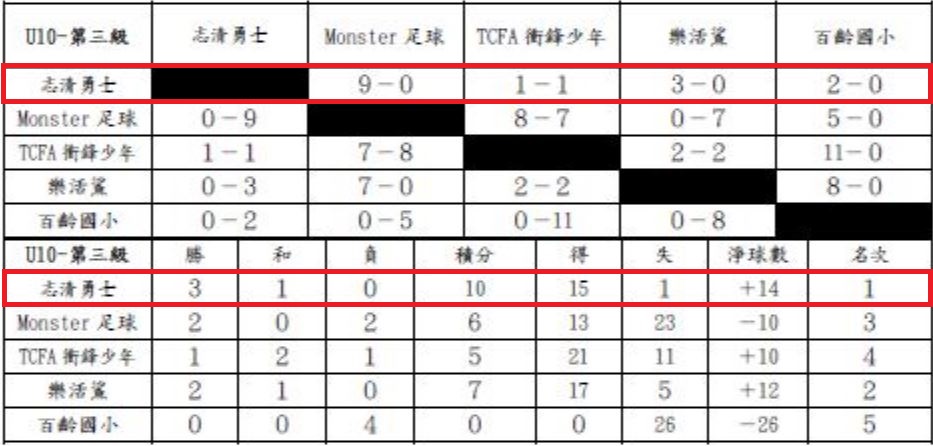 U10-第三級 志清勇士 Monster 足球 TCFA 衝鋒少年 樂活鯊 百齡國小
志清勇士 9-0 1-1 3-0 2-0
Monster 足球 0-9 8-7 0-7 5-0
TCFA 衝鋒少年 1-1 7-8 2-2 11-0
樂活鯊 0-3 7-0 2-2 8-0
百齡國小 0-2 0-5 0-11 0-8
U10-第三級 勝 和 負 積分 得 失 淨球數 名次
志清勇士 3 1 0 10 15 1 +14 1
Monster 足球 2 0 2 6 13 23 -10 3
TCFA 衝鋒少年 1 2 1 5 21 11 +10 4
樂活鯊 2 1 0 7 17 5 +12 2
百齡國小 0 0 4 0 0 26 -26 5